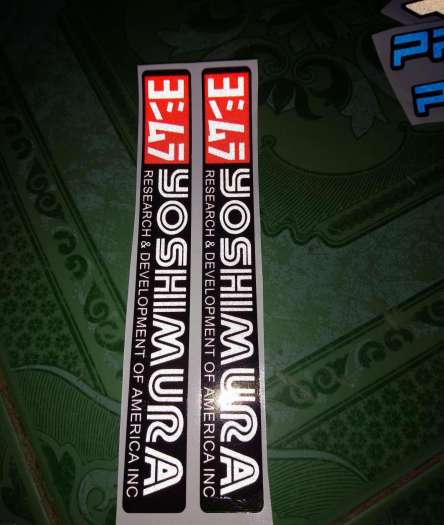 ヨシムラ
YOSHIMURA
RESEARCH & DEVELOPMENT OF AMERICA INC
ヨシムラ
YOSHIMURA
RESEARCH & DEVELOPMENT OF AMERICA INC